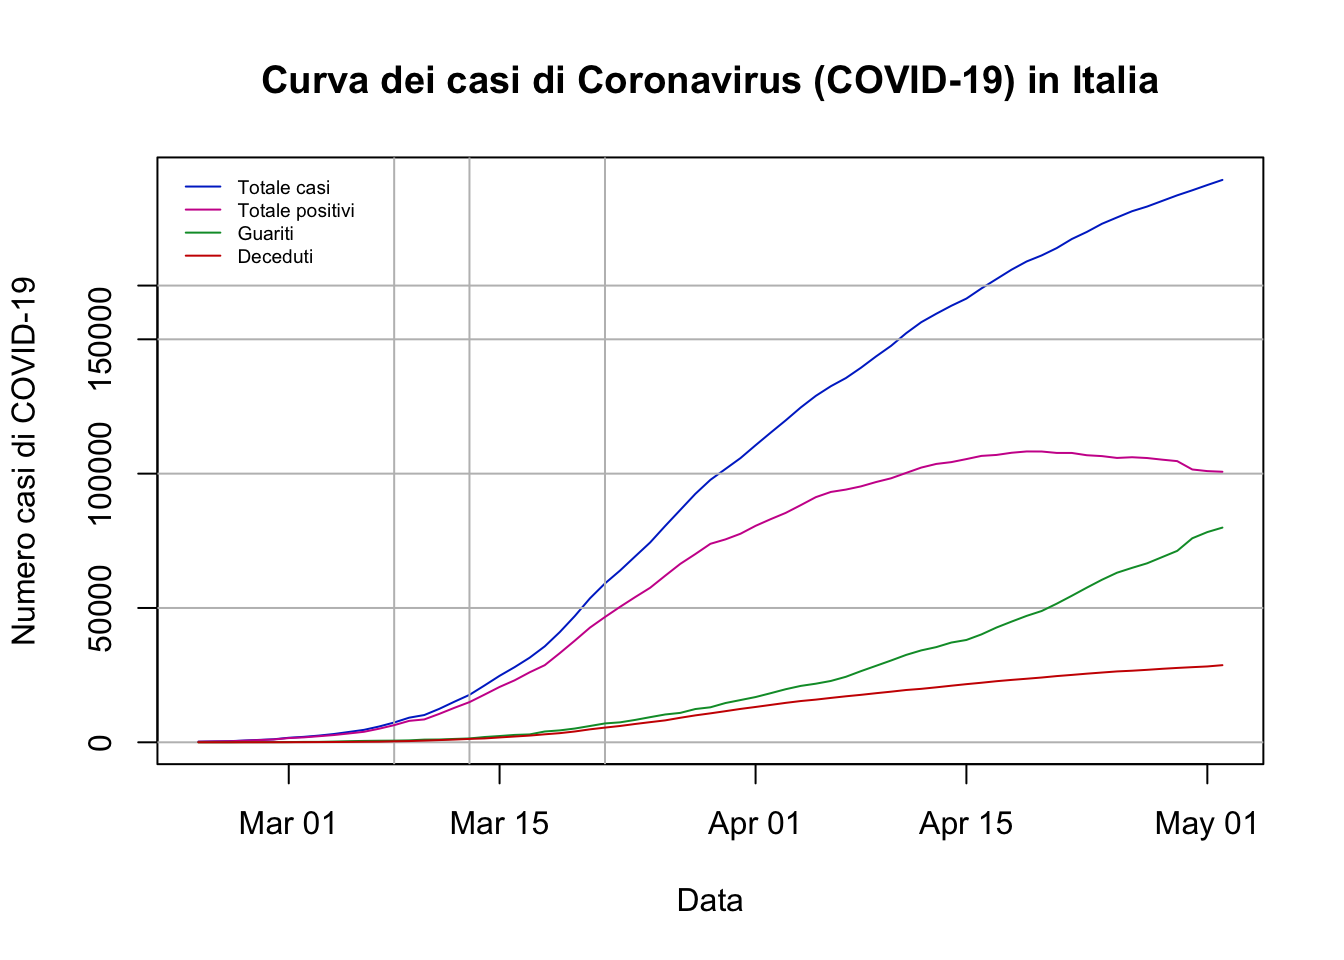 Curva dei casi di Coronavirus (COVID-19) in Italia
Totale casi
Totale positivi
Guariti
Deceduti
Numero casi di COVID-19
150000
100000
50000
0
Mar 01
Mar 15
Apr 01
Apr 15
May 01
Data